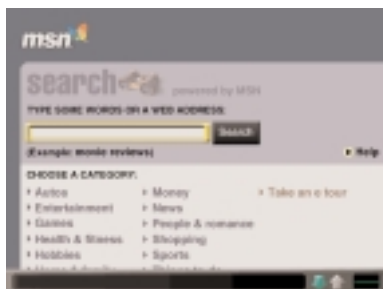 msn
search powered by MSN
TYPE SOME WORDS OR A WEB ADDRESS:
Search
(Example: movie reviews)
Help
CHOOSE A CATEGORY:
Autos
Money
Take an e tour
Entertainment
News
Games
People & romance
Health & fitness
Shopping
Hobbies
Sports